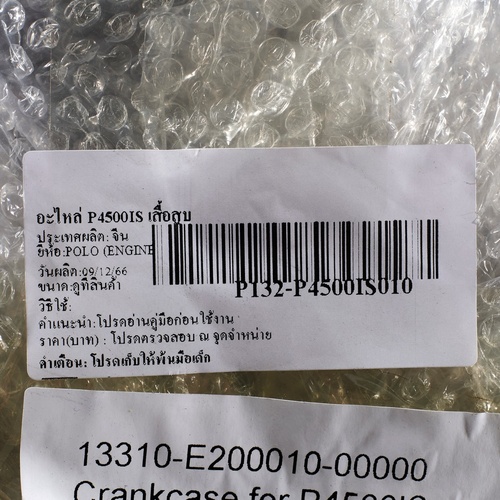 อะไหล่ P4500IS เสื้อสูบ
ประเทศผลิต: จีน
ยี่ห้อ:POLO (ENGINE
วันผลิต:09/12/66
ขนาด:ดูที่สินค้า
P132-P4500IS010
วิธีใช้:
คำแนะนำ:โปรดอ่านคู่มือก่อนใช้งาน
ราคา(บาท) : โปรดตรวจสอบ ณ จุดจำหน่าย
คำเตือน: โปรดเก็บให้พ้นมือเด็ก
13310-E200010-00000
Crankcase for P4500IS